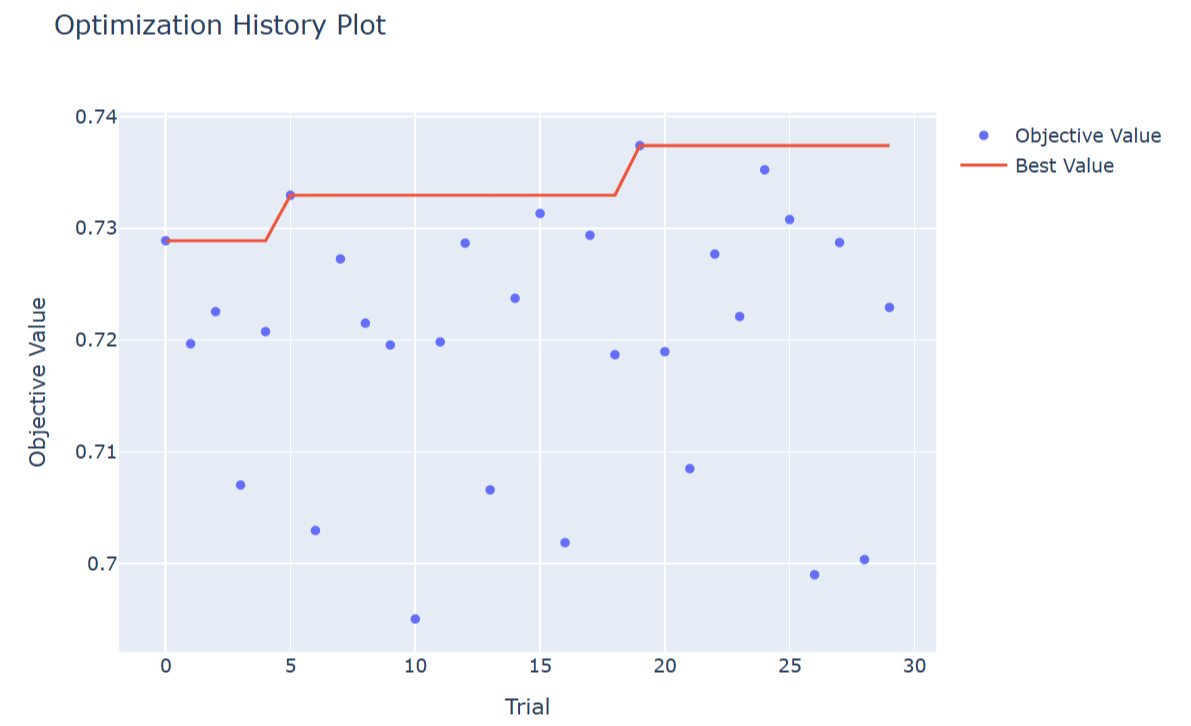 Optimization History Plot
0.74
0.73
0.72
0.71
0.7
Objective Value
0 5 10 15 20 25 30
Trial
Objective Value
Best Value